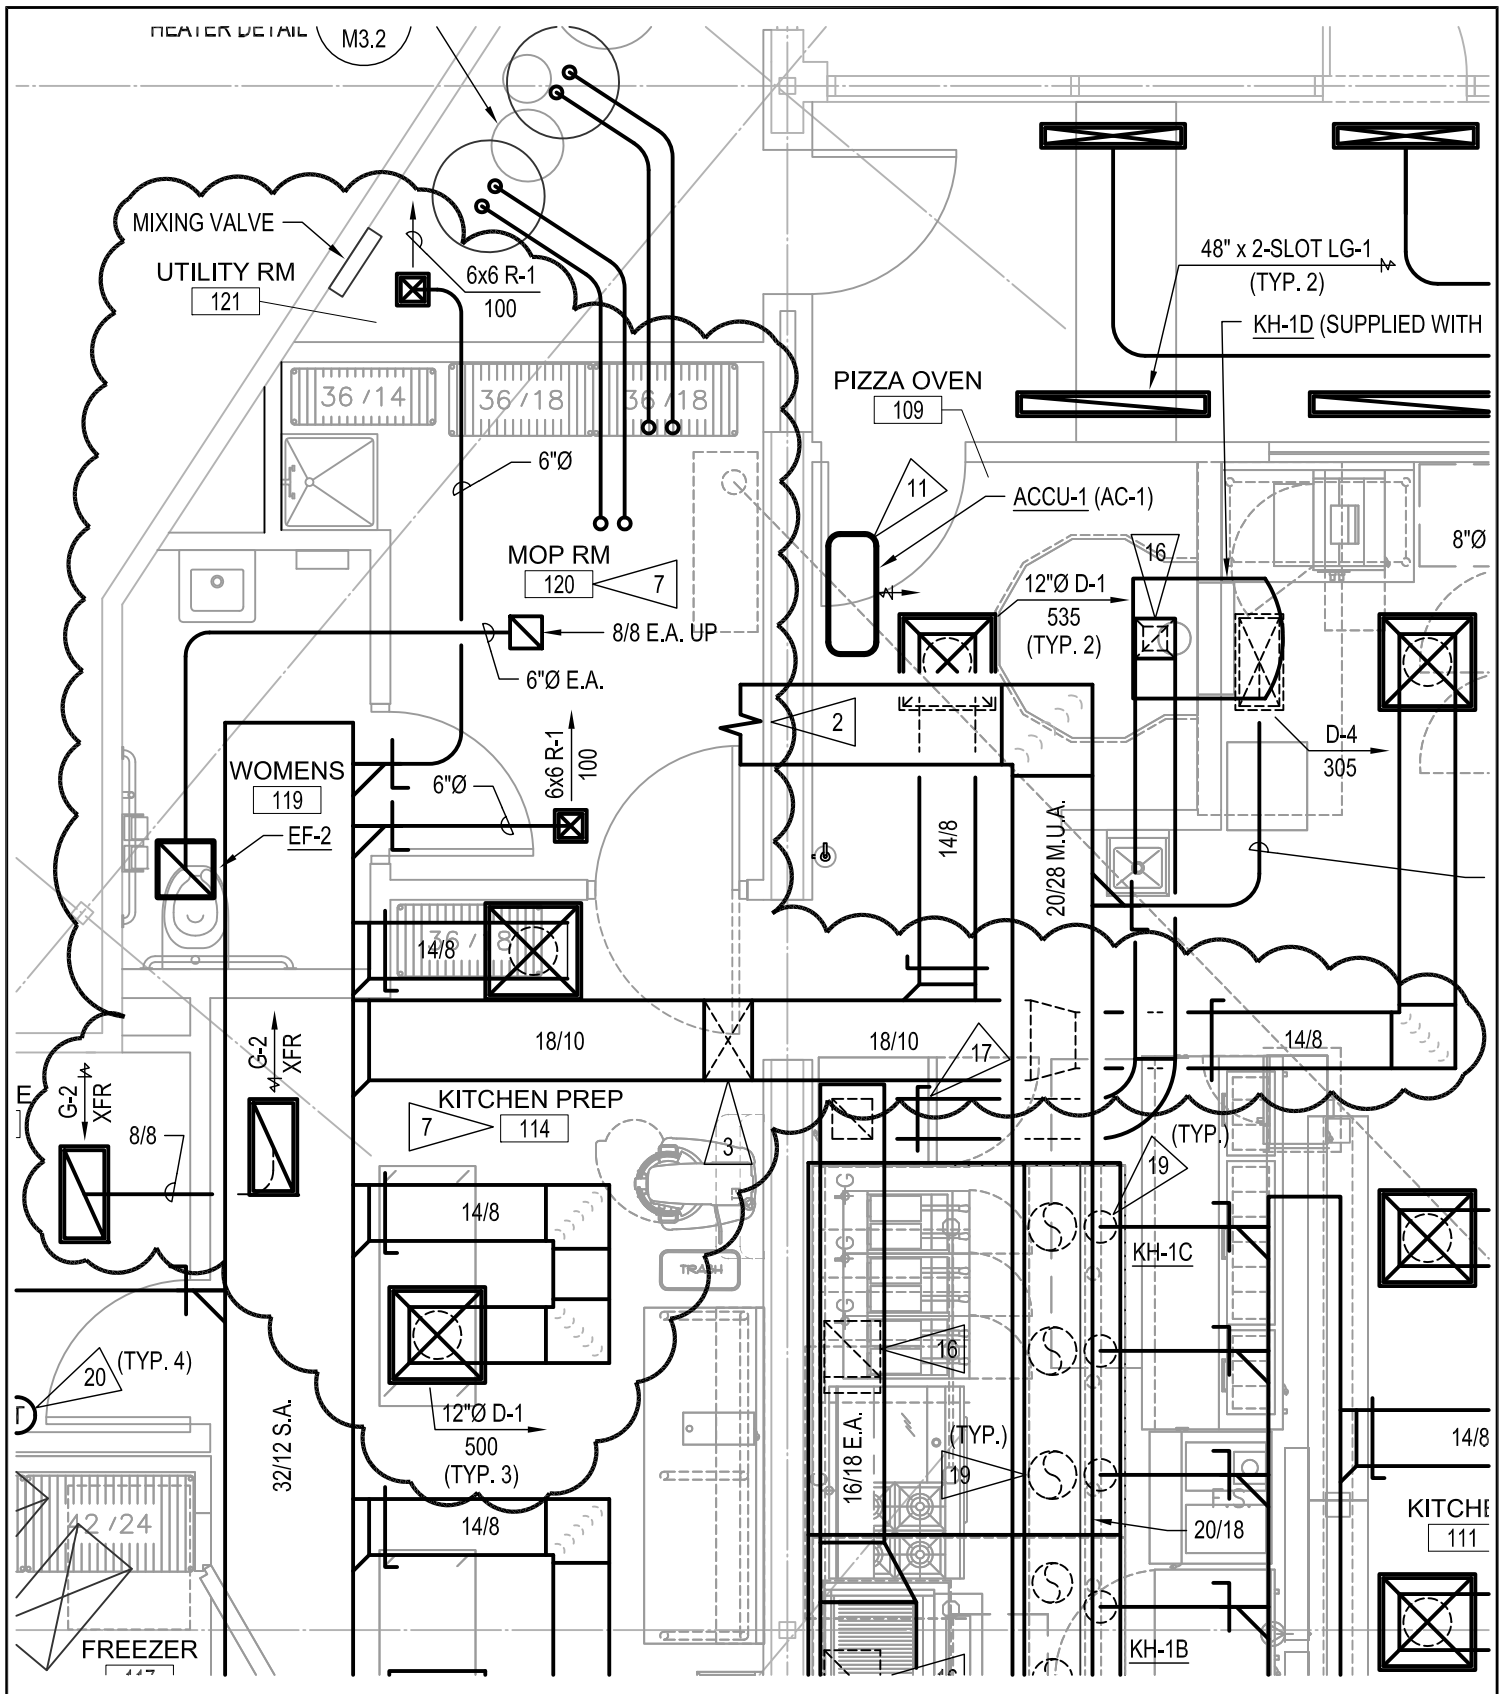 HEATER DETAIL
M3.2
MIXING VALVE
UTILITY RM
121
6x6 R-1
100
48" x 2-SLOT LG-1
(TYP. 2)
KH-1D (SUPPLIED WITH
PIZZA OVEN
109
36/14
36/18
36/18
6"Ø
11
ACCU-1 (AC-1)
16
8"Ø
MOP RM
120
7
12"Ø D-1
535
(TYP. 2)
8/8 E.A. UP
6"Ø E.A.
2
D-4
305
6x6 R-1
100
WOMENS
119
6"Ø
EF-2
14/8
20/28 M.U.A.
14/8
18/10
18/10
14/8
G-2
XFR
17
E
G-2
XFR
KITCHEN PREP
114
7
8/8
3
(TYP.)
19
14/8
G
G
G
KH-1C
TRASH
16
20
(TYP. 4)
T
12"Ø D-1
500
(TYP. 3)
32/12 S.A.
16/18 E.A.
(TYP.)
19
14/8
14/8
F.S.
20/18
KITCHE
111
42/24
FREEZER
117
KH-1B